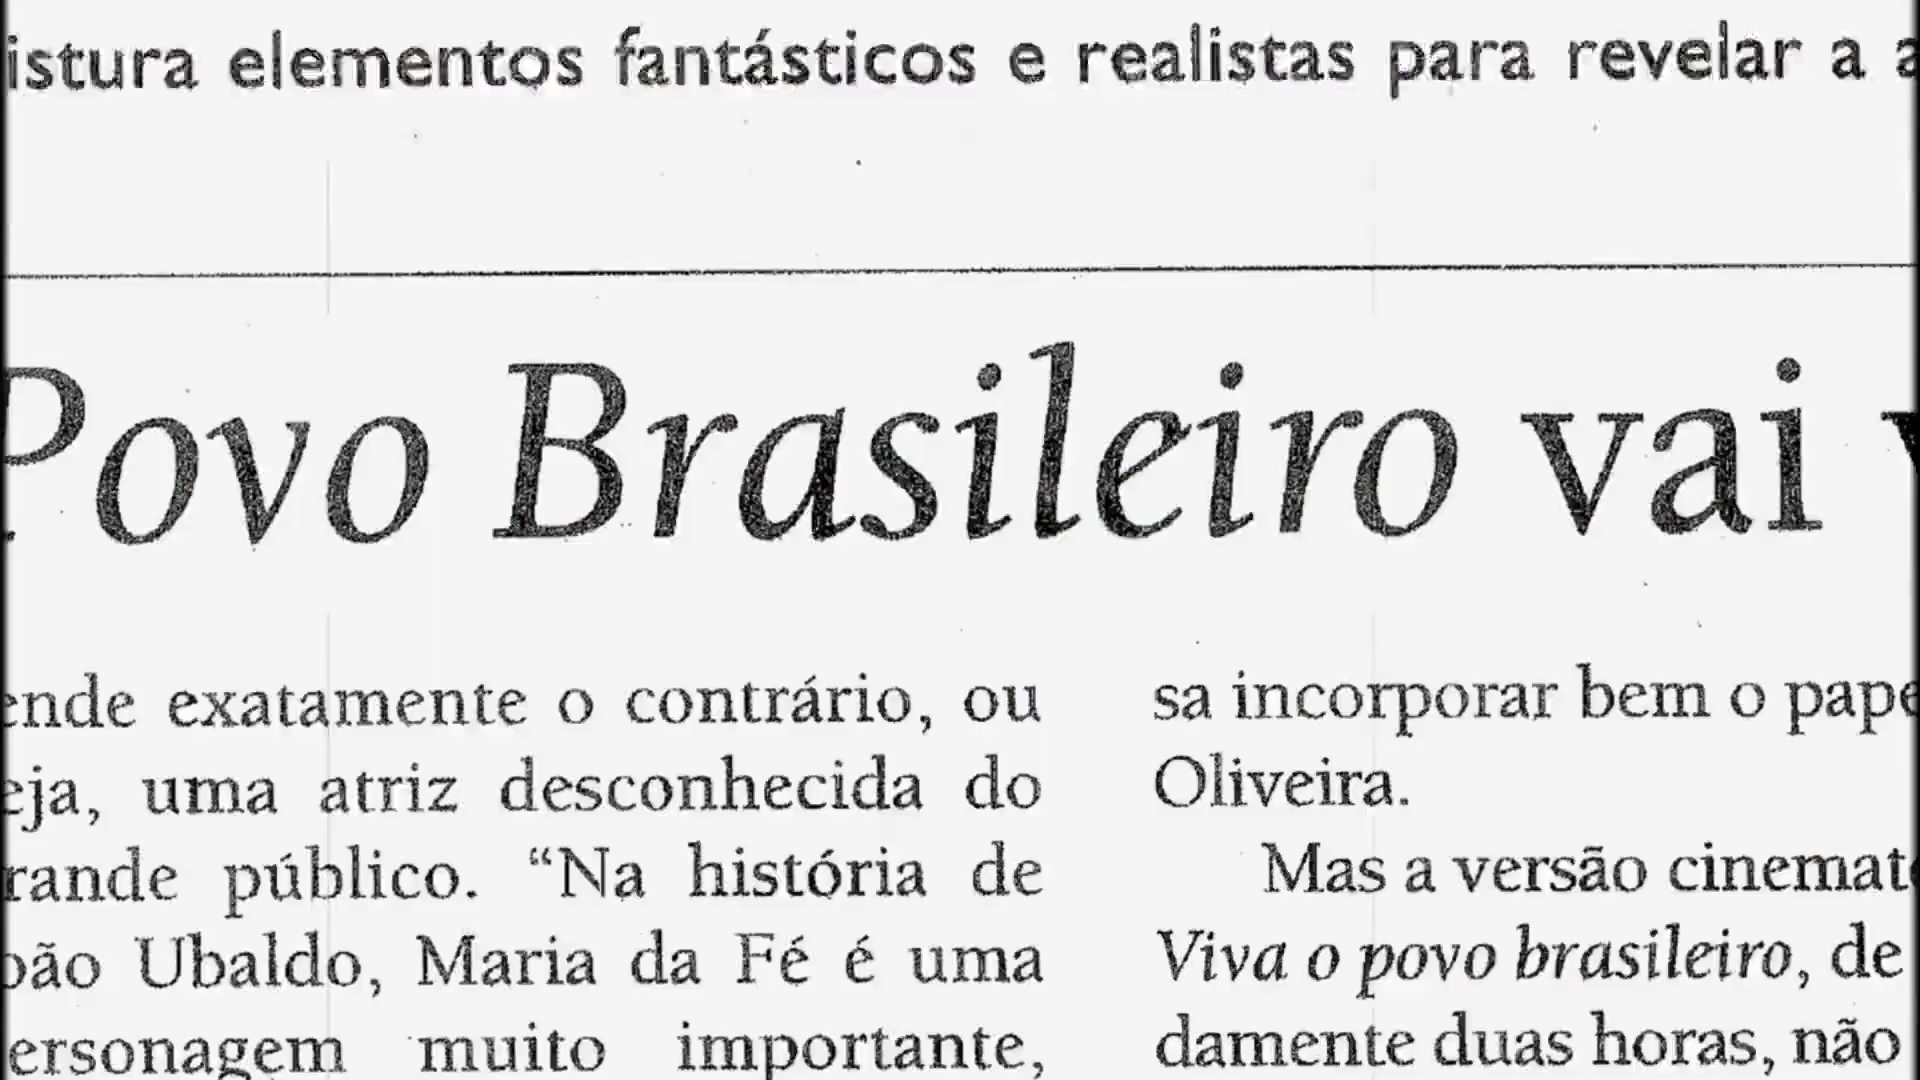 istura elementos fantásticos e realistas para revelar a a
Povo Brasileiro vai
ende exatamente o contrário, ou
eja, uma atriz desconhecida do
rande público. “Na história de
oão Ubaldo, Maria da Fé é uma
ersonagem muito importante,
sa incorporar bem o pape
Oliveira.
Mas a versão cinemat
Viva o povo brasileiro, de
damente duas horas, não